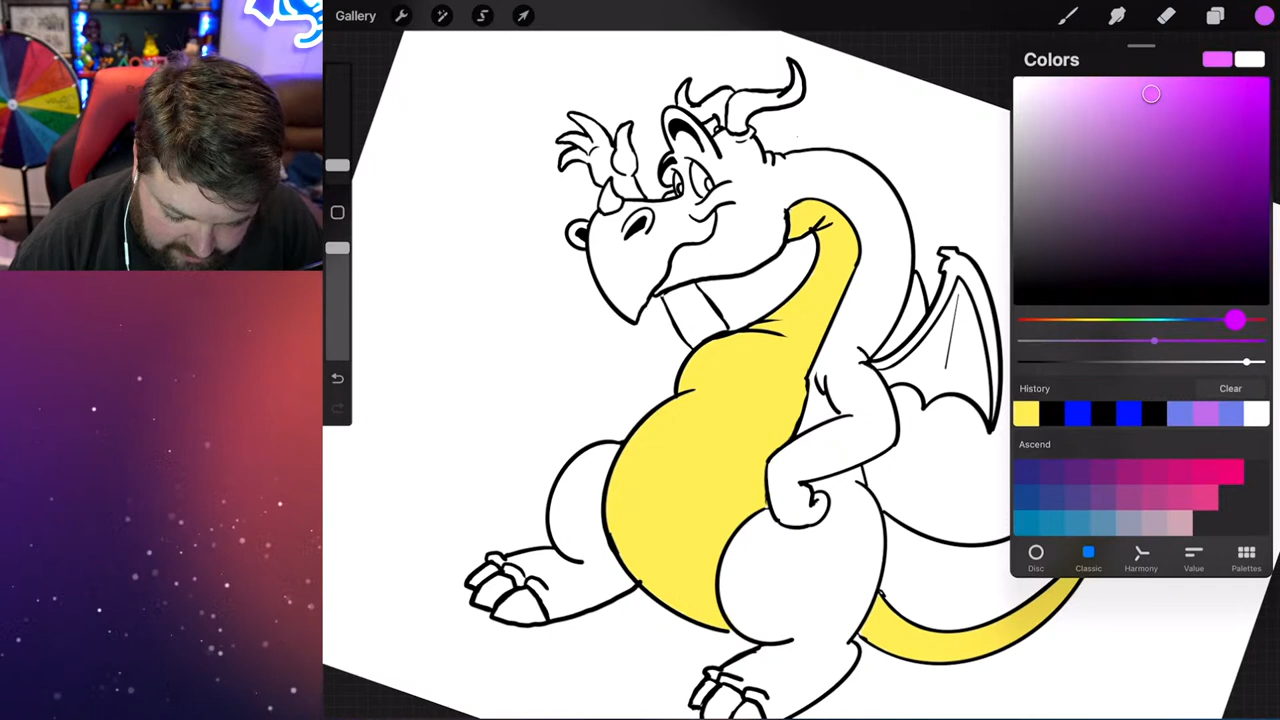 Gallery
Colors
History
Clear
Ascend
Disc
Classic
Harmony
Value
Palettes